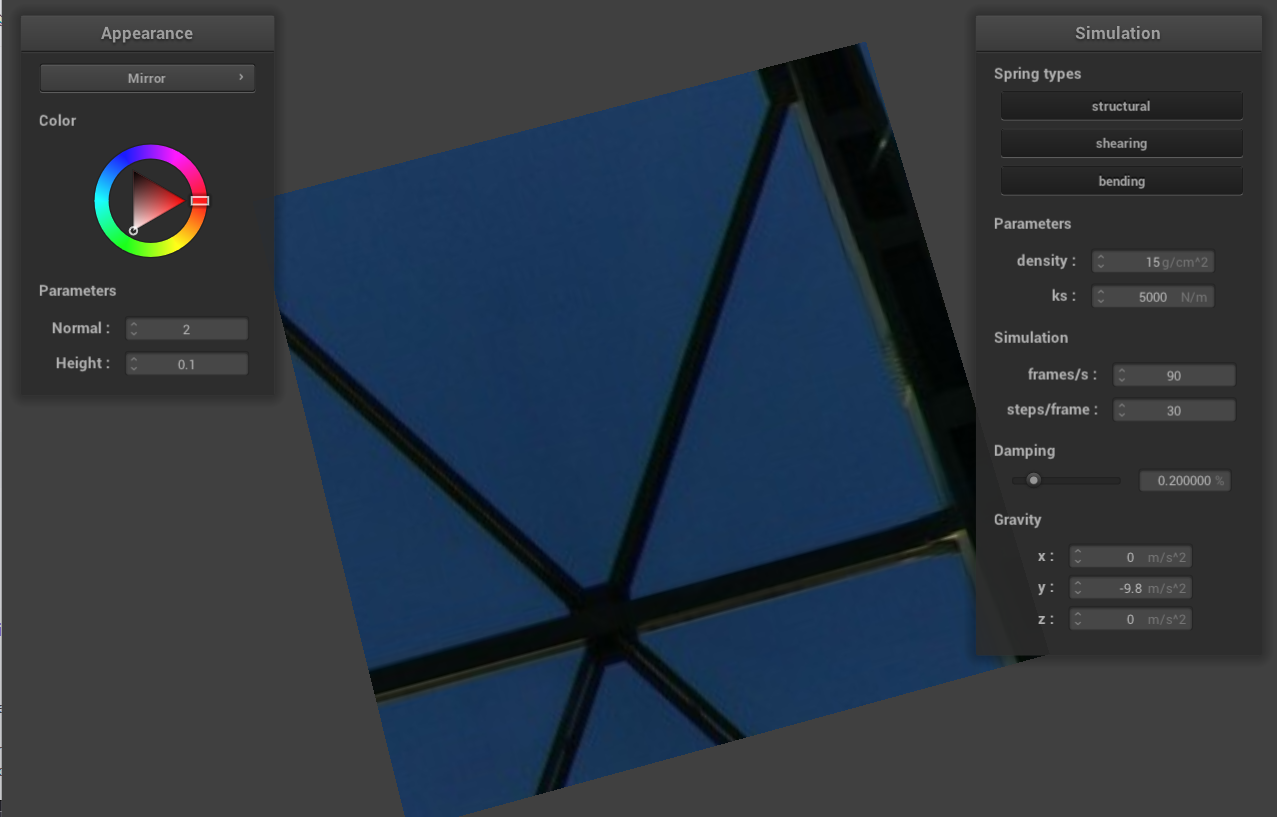 Appearance
Mirror
Color
Parameters
Normal : 2
Height : 0.1
Simulation
Spring types
structural
shearing
bending
Parameters
density : 15 g/cm^2
ks : 5000 N/m
Simulation
frames/s : 90
steps/frame : 30
Damping
0.200000 %
Gravity
x : 0 m/s^2
y : -9.8 m/s^2
z : 0 m/s^2